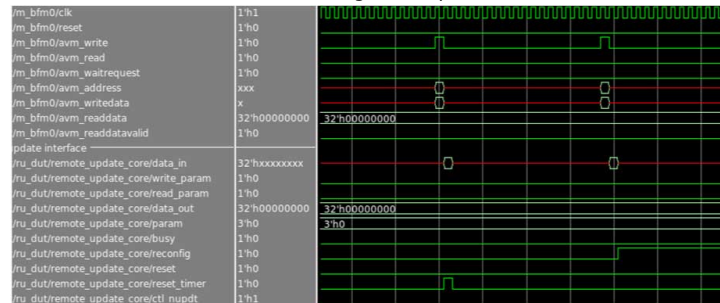 :/m_bfm0/clk 1'h1
:/m_bfm0/reset 1'h0
:/m_bfm0/avm_write 1'h0
:/m_bfm0/avm_read 1'h0
:/m_bfm0/avm_waitrequest 1'h0
:/m_bfm0/avm_address xxx
:/m_bfm0/avm_writedata x
:/m_bfm0/avm_readdata 32'h00000000 32'h00000000
:/m_bfm0/avm_readdatavalid 1'h0
update interface
:/ru_dut/remote_update_core/data_in 32'hxxxxxxxx
:/ru_dut/remote_update_core/write_param 1'h0
:/ru_dut/remote_update_core/read_param 1'h0
:/ru_dut/remote_update_core/data_out 32'h00000000 32'h00000000
:/ru_dut/remote_update_core/param 3'h0 3'h0
:/ru_dut/remote_update_core/busy 1'h0
:/ru_dut/remote_update_core/reconfig 1'h0
:/ru_dut/remote_update_core/reset 1'h0
:/ru_dut/remote_update_core/reset_timer 1'h0
:/ru_dut/remote_update_core/ctl_nupdt 1'h1